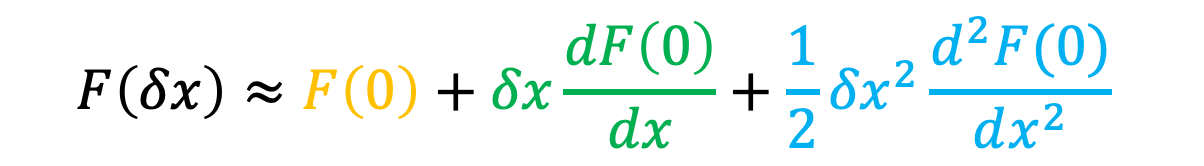 F(δx) ≈ F(0) + δx dF(0)/dx + 1/2 δx² d²F(0)/dx²